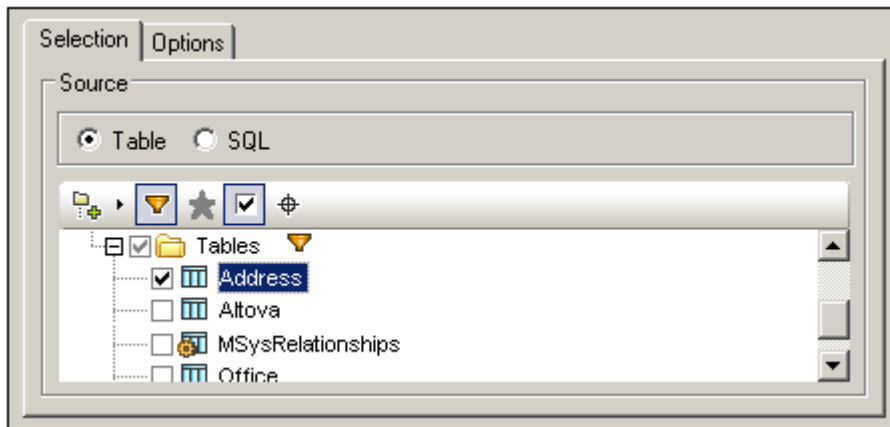 Selection Options
Source
Table SQL
Tables
Address
Altova
MSysRelationships
Office